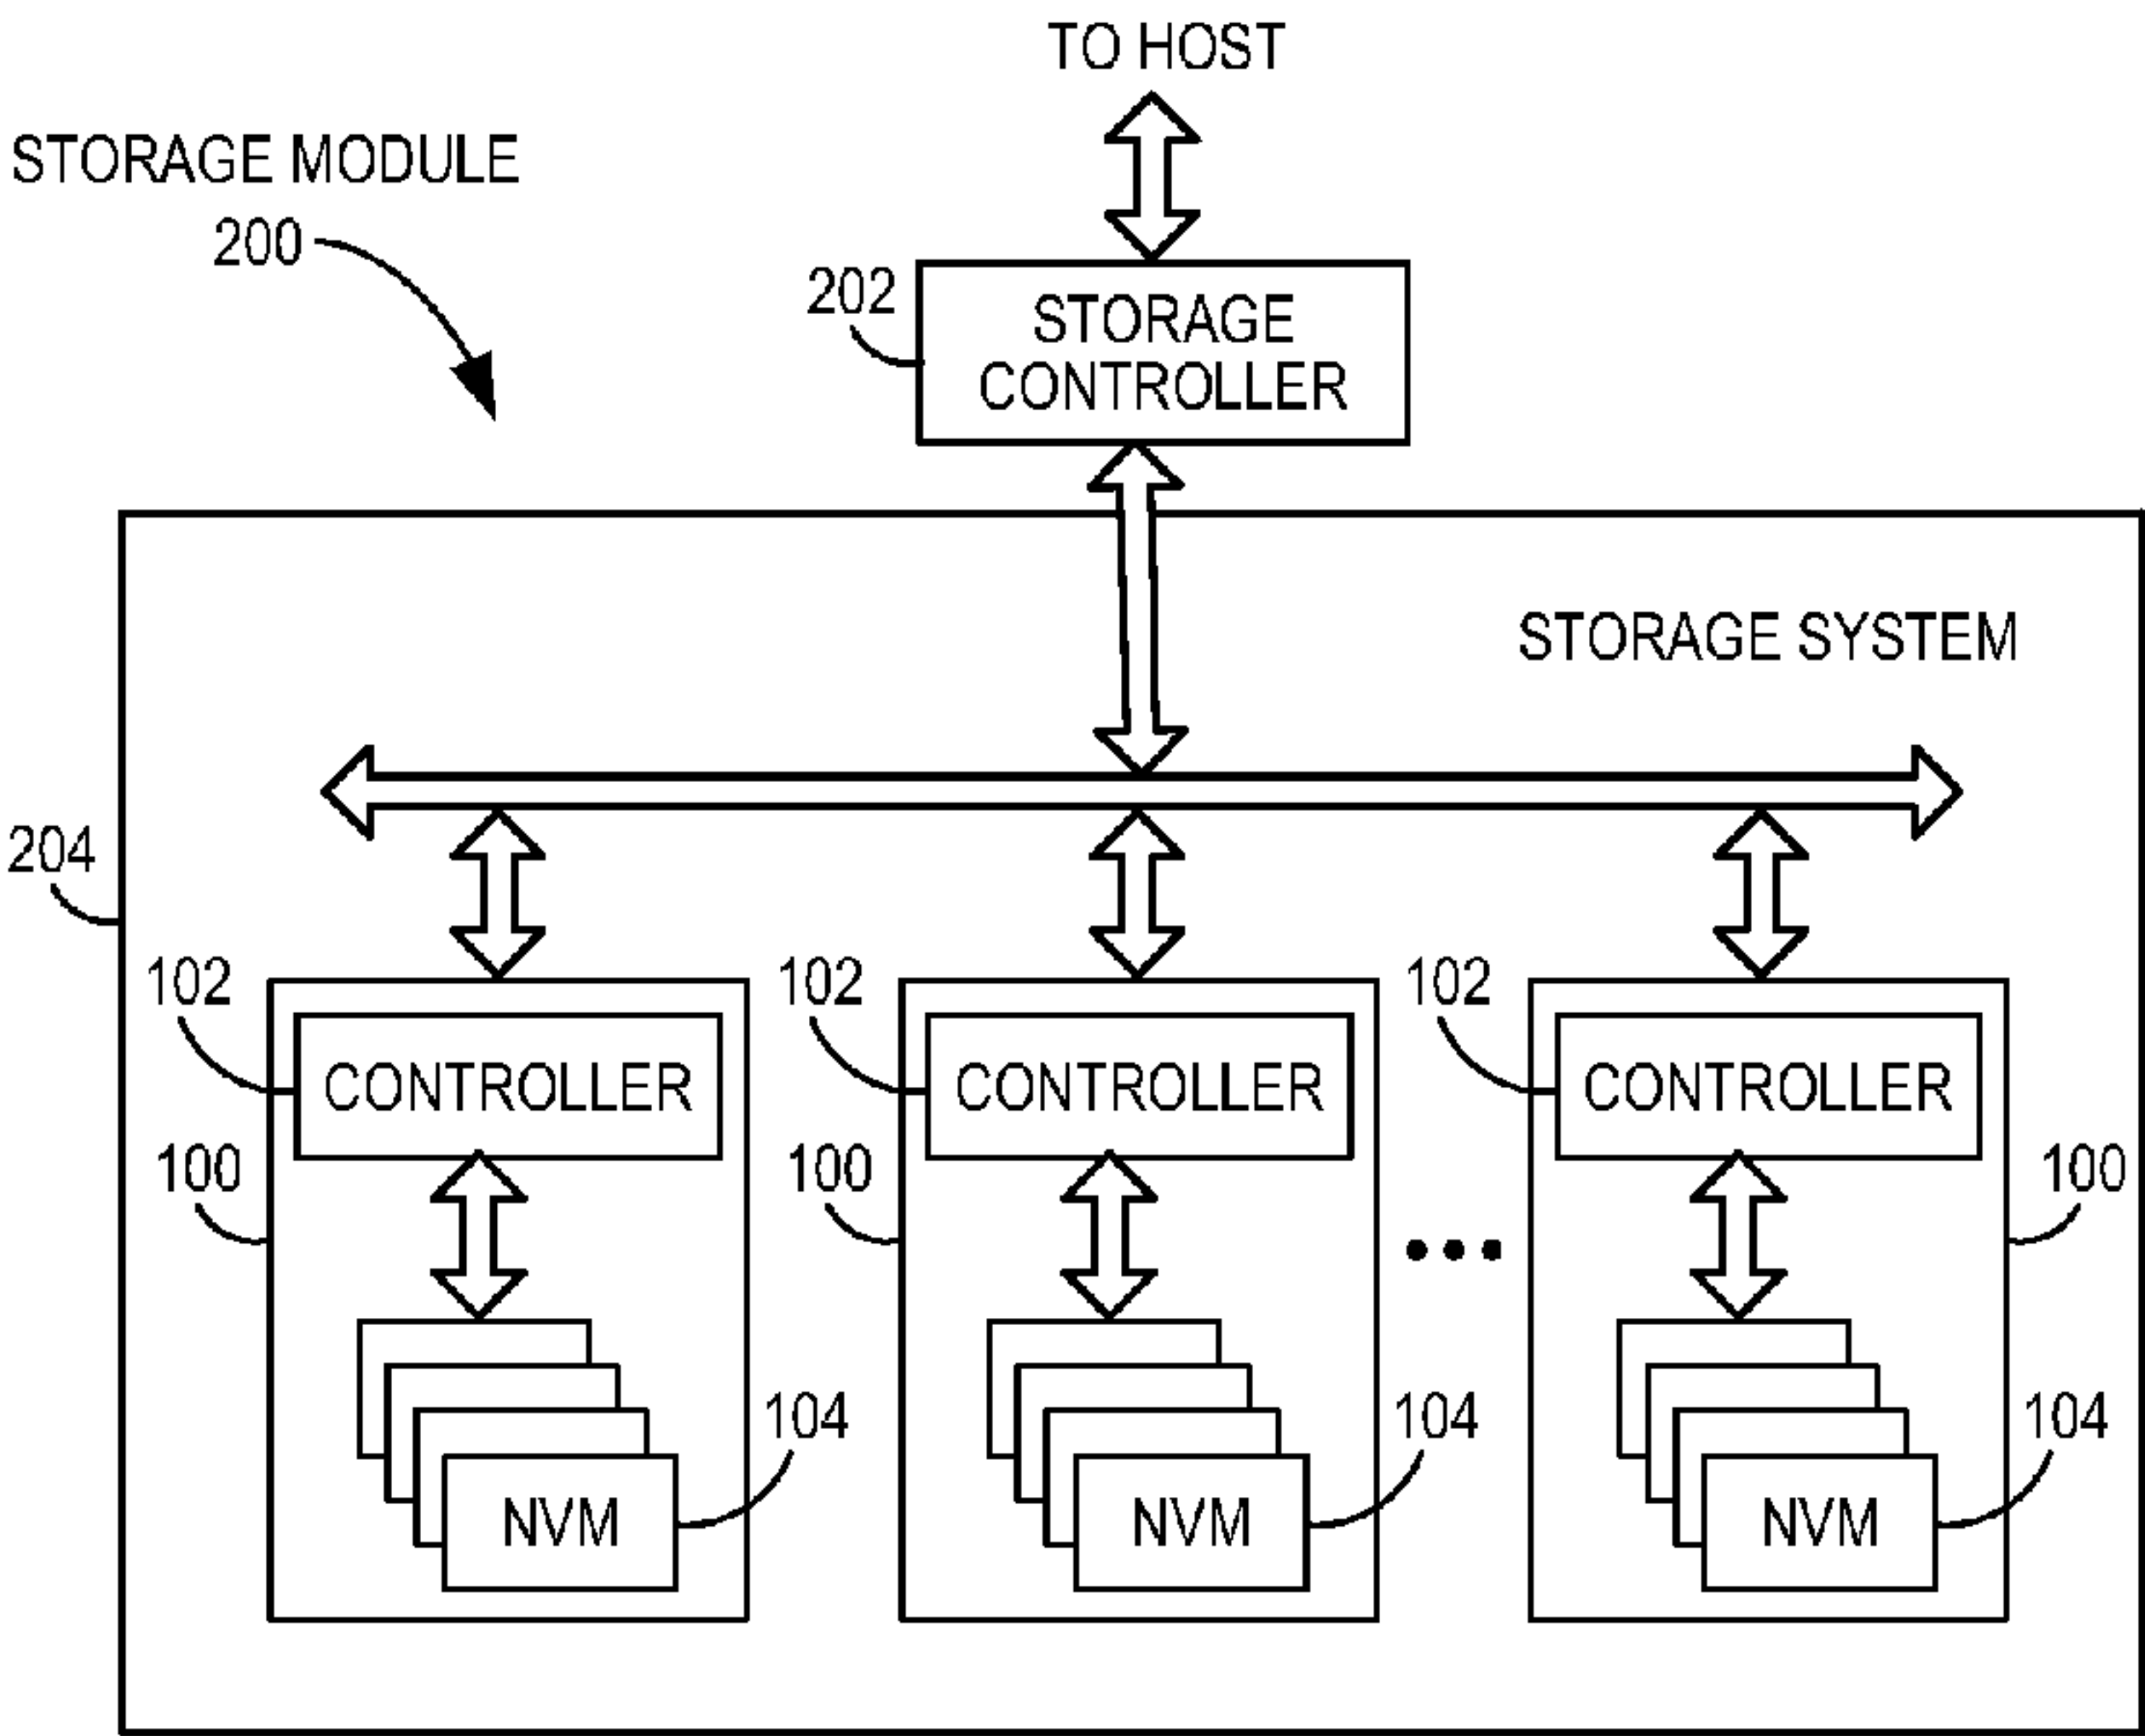 TO HOST
STORAGE MODULE
200
202
STORAGE
CONTROLLER
STORAGE SYSTEM
204
102
102
102
CONTROLLER
CONTROLLER
CONTROLLER
100
100
100
104
104
104
NVM
NVM
NVM